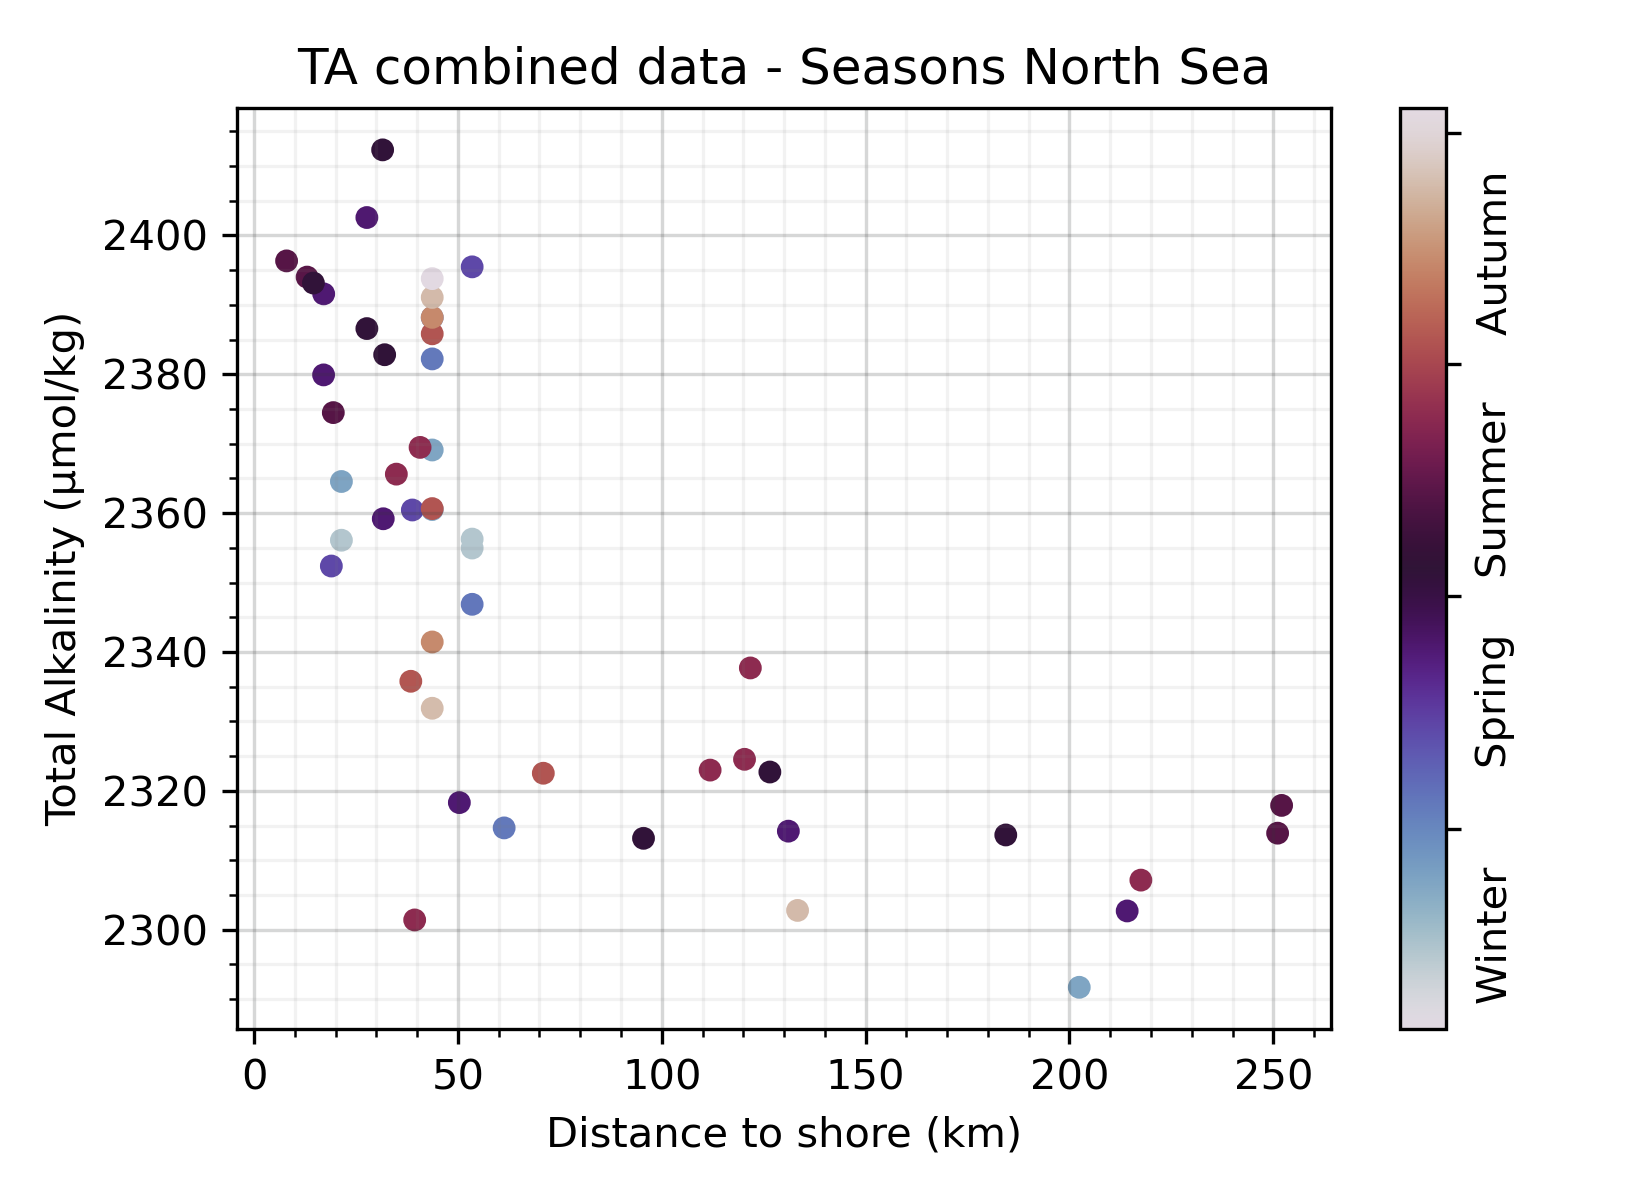 TA combined data - Seasons North Sea
Total Alkalinity (µmol/kg)
2400
2380
2360
2340
2320
2300
0 50 100 150 200 250
Distance to shore (km)
Autumn
Summer
Spring
Winter